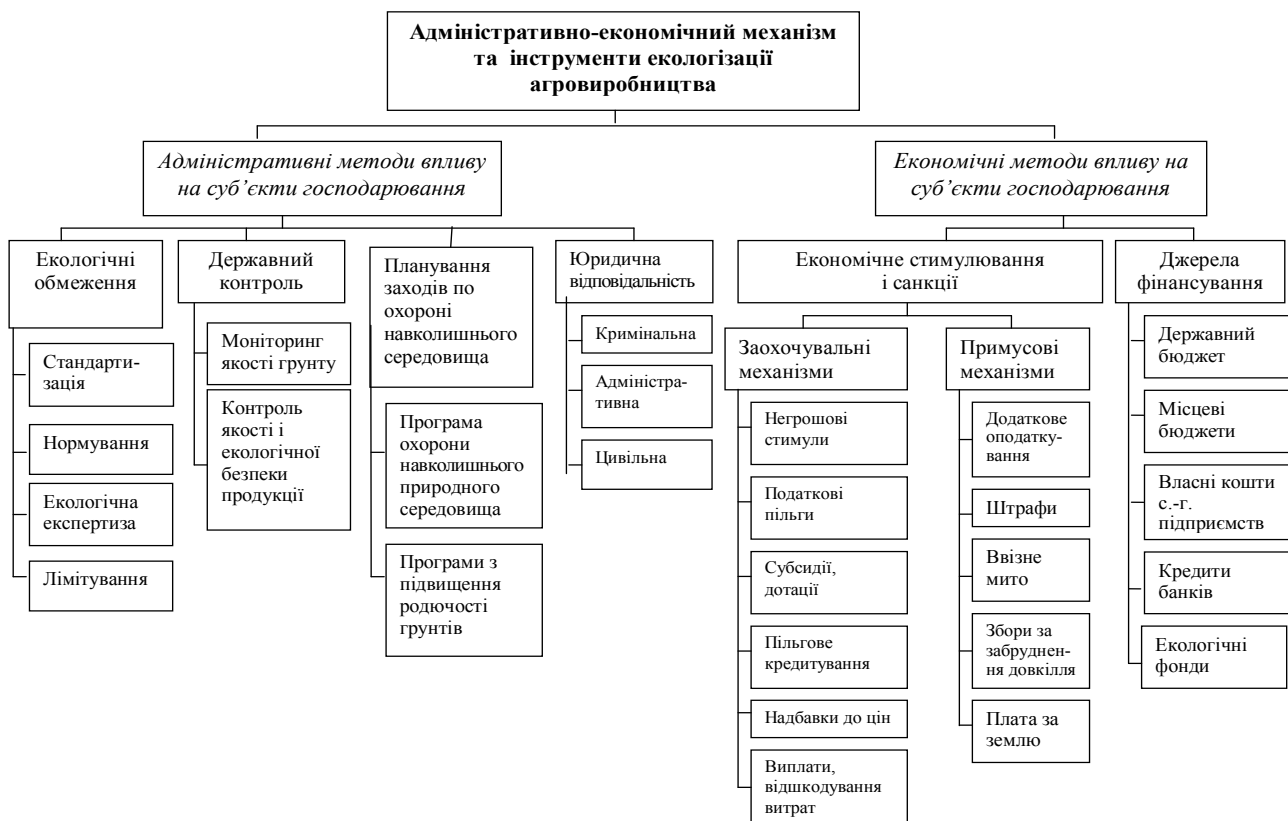 Адміністративно-економічний механізм
та інструменти екологізації
агровиробництва
Адміністративні методи впливу
на суб’єкти господарювання
Економічні методи впливу на
суб’єкти господарювання
Екологічні
обмеження
Стандарти-
зація
Нормування
Екологічна
експертиза
Лімітування
Державний
контроль
Моніторинг
якості грунту
Контроль
якості і
екологічної
безпеки
продукції
Планування
заходів по
охороні
навколишнього
середовища
Програма
охорони
навколишнього
природного
середовища
Програми з
підвищення
родючості
грунтів
Юридична
відповідальність
Кримінальна
Адміністра-
тивна
Цивільна
Економічне стимулювання
і санкції
Заохочувальні
механізми
Негрошові
стимули
Податкові
пільги
Субсидії,
дотації
Пільгове
кредитування
Надбавки до цін
Виплати,
відшкодування
витрат
Примусові
механізми
Додаткове
оподатку-
вання
Штрафи
Ввізне
мито
Збори за
забруднен-
ня довкілля
Плата за
землю
Джерела
фінансування
Державний
бюджет
Місцеві
бюджети
Власні кошти
с.-г.
підприємств
Кредити
банків
Екологічні
фонди